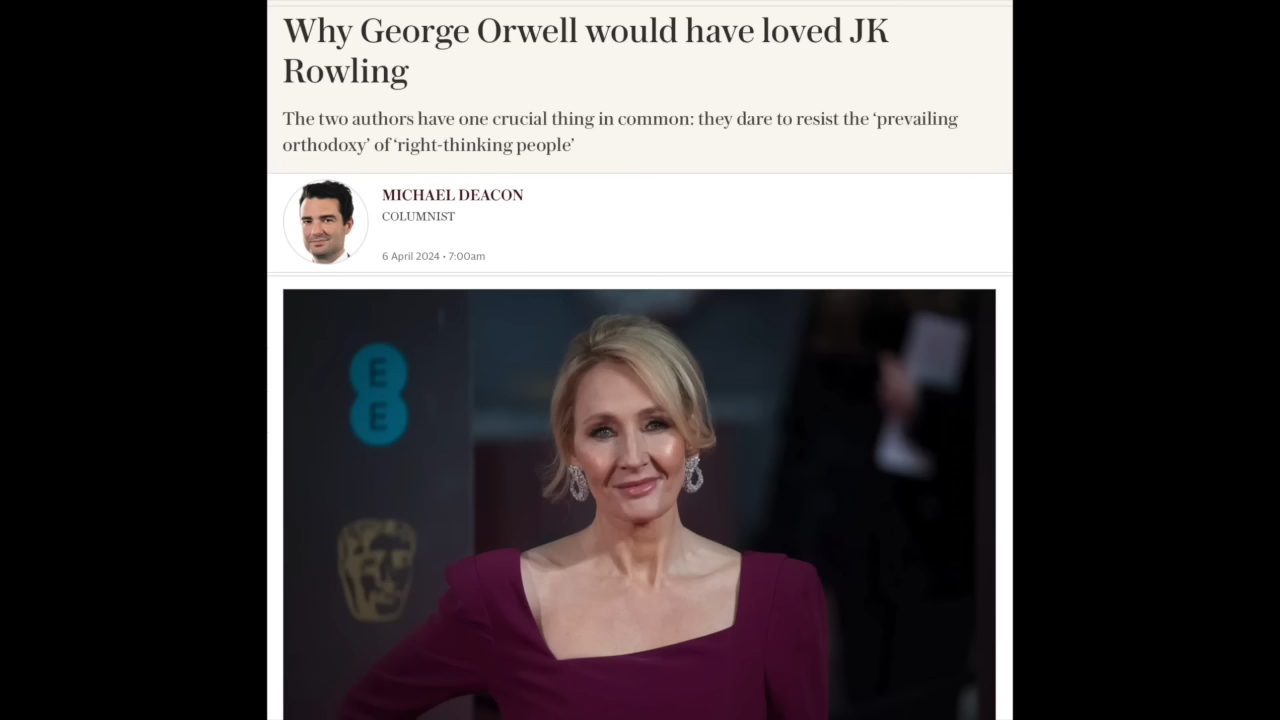 Why George Orwell would have loved JK
Rowling
The two authors have one crucial thing in common: they dare to resist the ‘prevailing
orthodoxy’ of ‘right-thinking people’
MICHAEL DEACON
COLUMNIST
6 April 2024 • 7:00am
E
E